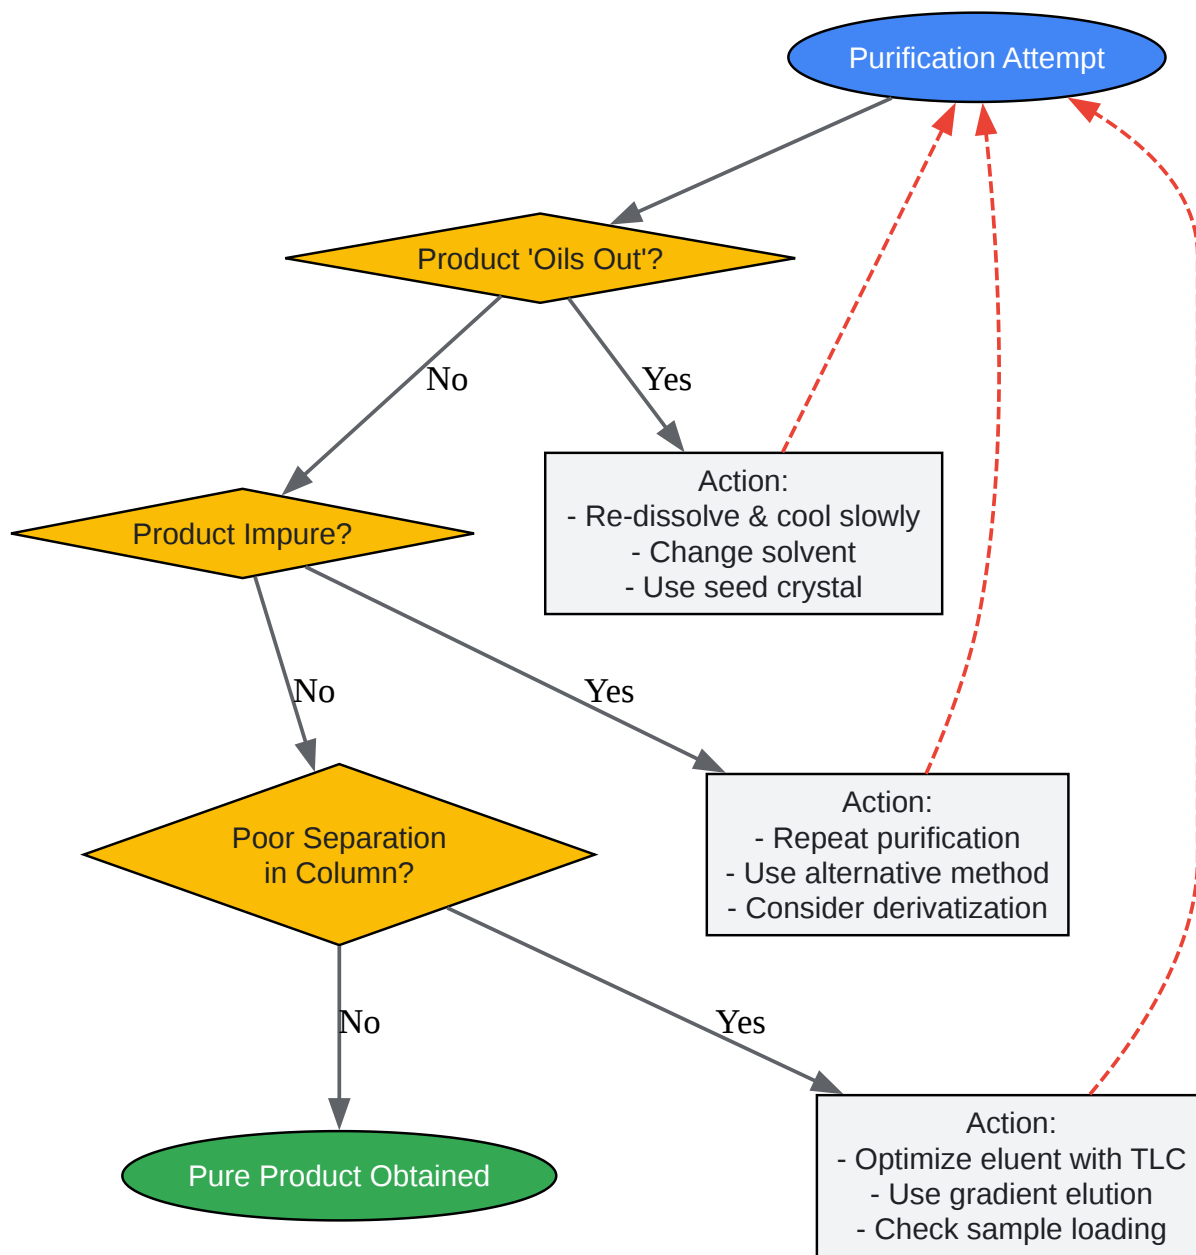 Purification Attempt
Product 'Oils Out'?
No
Yes
Action:
- Re-dissolve & cool slowly
- Change solvent
- Use seed crystal
Product Impure?
No
Yes
Action:
- Repeat purification
- Use alternative method
- Consider derivatization
Poor Separation
in Column?
No
Yes
Action:
- Optimize eluent with TLC
- Use gradient elution
- Check sample loading
Pure Product Obtained